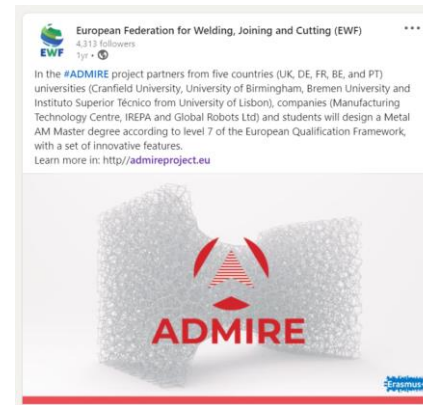 European Federation for Welding, Joining and Cutting (EWF)
4,313 followers
1yr •
EWF
In the #ADMIRE project partners from five countries (UK, DE, FR, BE, and PT)
universities (Cranfield University, University of Birmingham, Bremen University and
Instituto Superior Técnico from University of Lisbon), companies (Manufacturing
Technology Centre, IREPA and Global Robots Ltd) and students will design a Metal
AM Master degree according to level 7 of the European Qualification Framework,
with a set of innovative features.
Learn more in: http//admireproject.eu
ADMIRE
Erasmus+